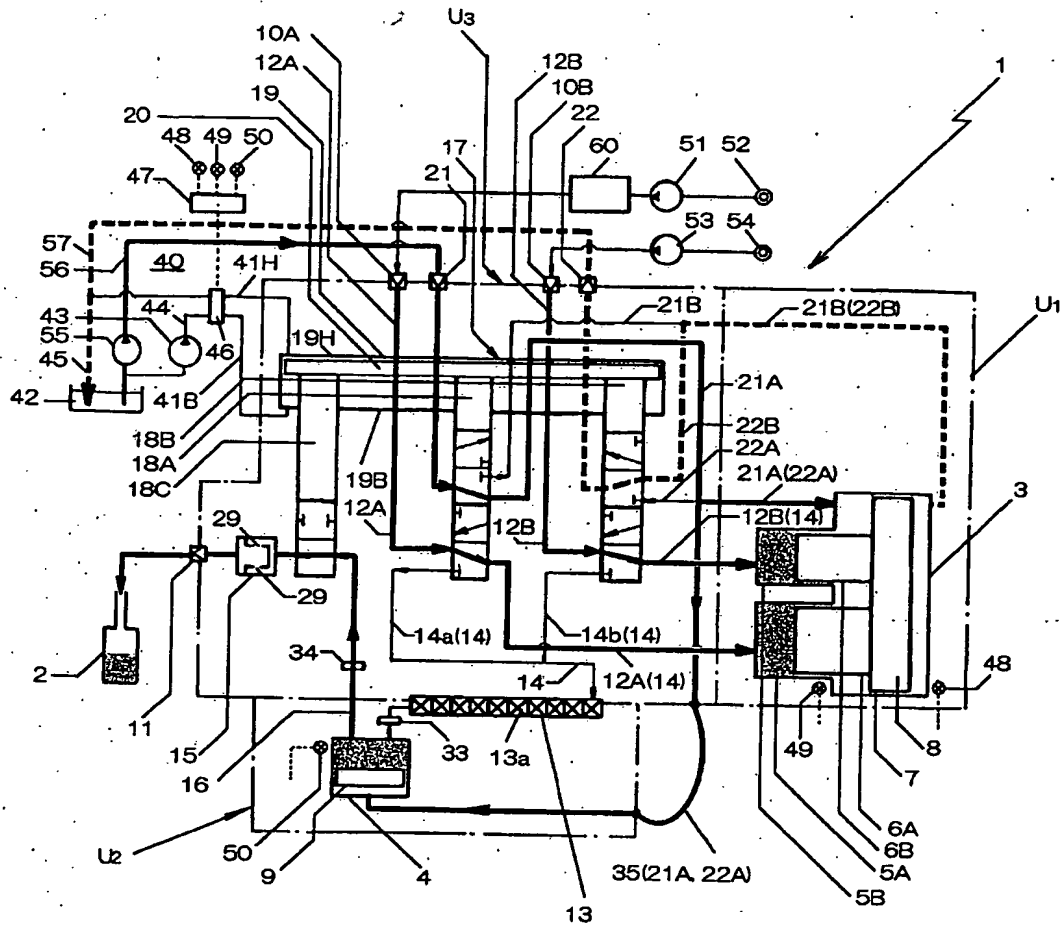 10A
U3
12A
12B
1
19
10B
20
22
48 49 50
17
60
51
52
47
21
53
54
57
56
40
41H
21B
21B(22B)
U1
43
44
19H
55
46
45
21A
42
41B
22B
18B
22A
18A
21A(22A)
18C
19B
12B(14)
3
12A
12B
29
14a(14)
14b(14)
34
2
14
12A(14)
48
11
33
13a
49
8
15
7
16
6A
U2
50
6B
9
4
35(21A, 22A)
5A
13
5B
29